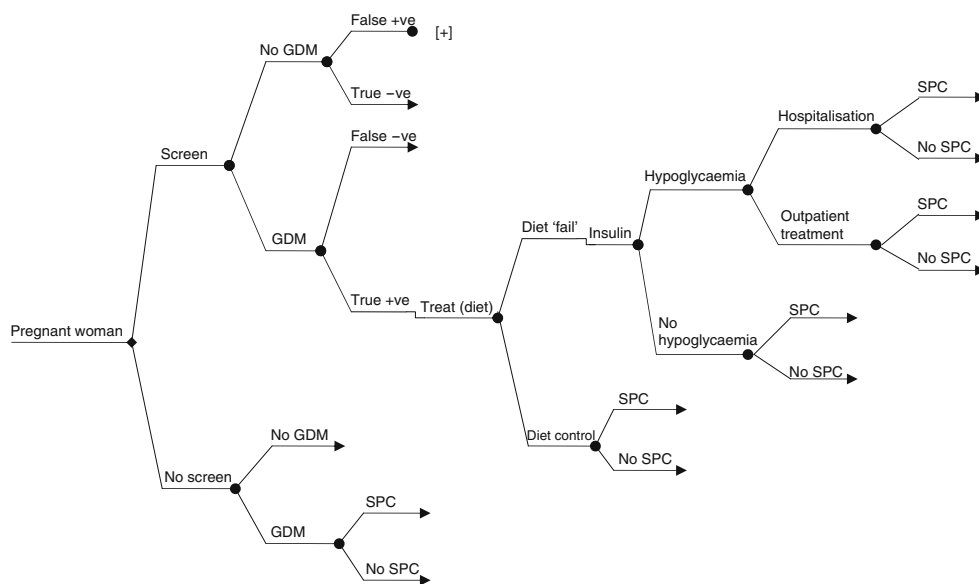 False +ve
[+]
No GDM
True −ve
SPC
Hospitalisation
False −ve
No SPC
Screen
Hypoglycaemia
SPC
Outpatient
treatment
GDM
Diet 'fail'
Insulin
No SPC
True +ve
Treat (diet)
SPC
Pregnant woman
No
hypoglycaemia
No SPC
SPC
Diet control
No GDM
No SPC
No screen
SPC
GDM
No SPC